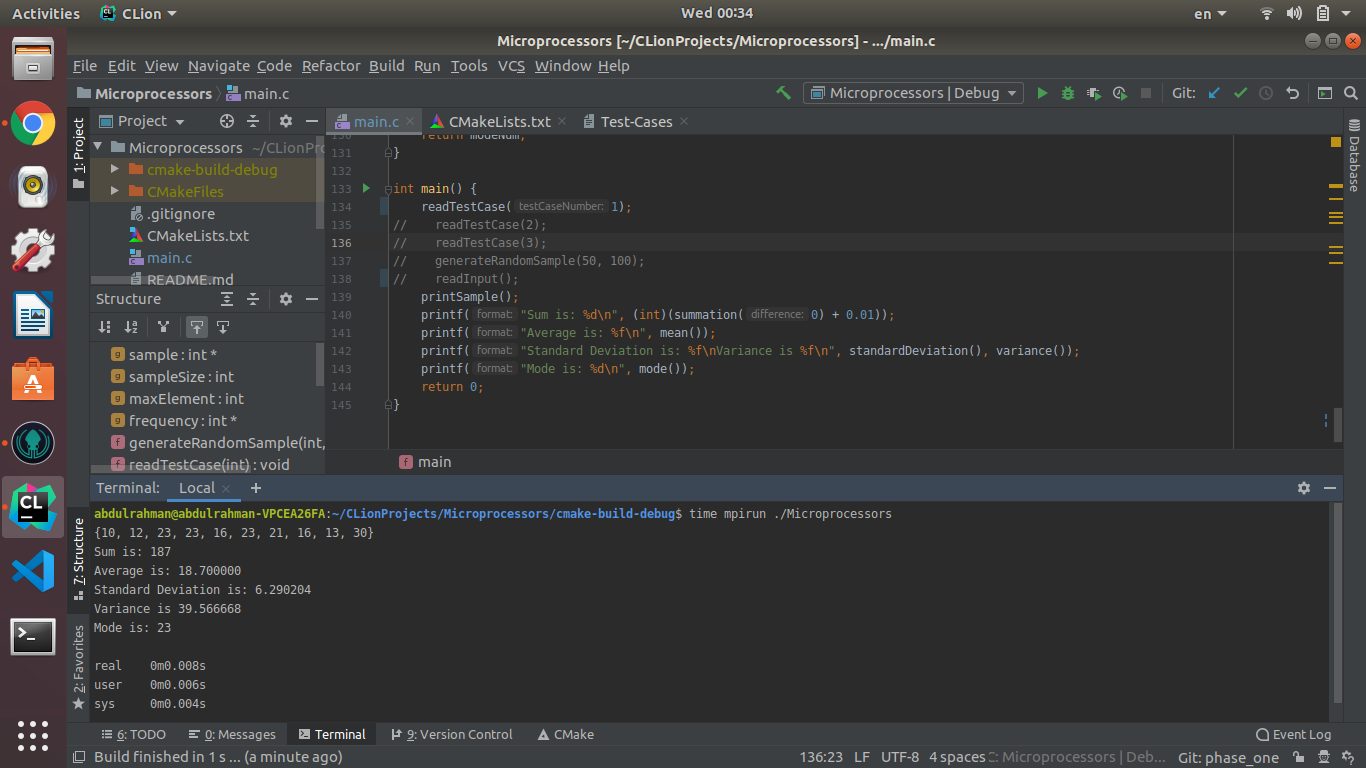 Activities CLion Wed 00:34 en
Microprocessors [~/CLionProjects/Microprocessors] - .../main.c
File Edit View Navigate Code Refactor Build Run Tools VCS Window Help
Microprocessors main.c Microprocessors | Debug Git:
1: Project
Project
Microprocessors ~/CLionPr
cmake-build-debug
CMakeFiles
.gitignore
CMakeLists.txt
main.c
README.md
Structure
sample : int *
sampleSize : int
maxElement : int
frequency : int *
generateRandomSample(int,
readTestCase(int) : void
main.c CMakeLists.txt Test-Cases
130 return modeNum;
131 }
132
133 int main() {
134 readTestCase( testCaseNumber: 1);
135 // readTestCase(2);
136 // readTestCase(3);
137 // generateRandomSample(50, 100);
138 // readInput();
139 printSample();
140 printf( format: "Sum is: %d\n", (int)(summation( difference: 0) + 0.01));
141 printf( format: "Average is: %f\n", mean());
142 printf( format: "Standard Deviation is: %f\nVariance is %f\n", standardDeviation(), variance());
143 printf( format: "Mode is: %d\n", mode());
144 return 0;
145 }
f main
Database
Terminal: Local +
abdulrahman@abdulrahman-VPCEA26FA:~/CLionProjects/Microprocessors/cmake-build-debug$ time mpirun ./Microprocessors
{10, 12, 23, 23, 16, 23, 21, 16, 13, 30}
Sum is: 187
Average is: 18.700000
Standard Deviation is: 6.290204
Variance is 39.566668
Mode is: 23
real 0m0.008s
user 0m0.006s
sys 0m0.004s
7: Structure
2: Favorites
6: TODO 0: Messages Terminal 9: Version Control CMake Event Log
Build finished in 1 s ... (a minute ago) 136:23 LF UTF-8 4 spaces C: Microprocessors | Deb... Git: phase_one